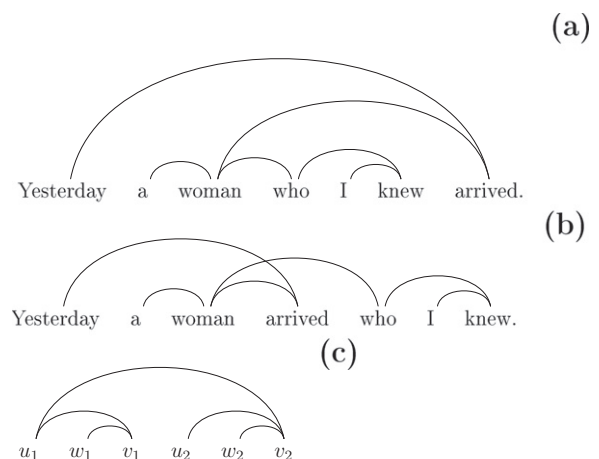 (a)
Yesterday a woman who I knew arrived.
(b)
Yesterday a woman arrived who I knew.
(c)
u₁ w₁ v₁ u₂ w₂ v₂